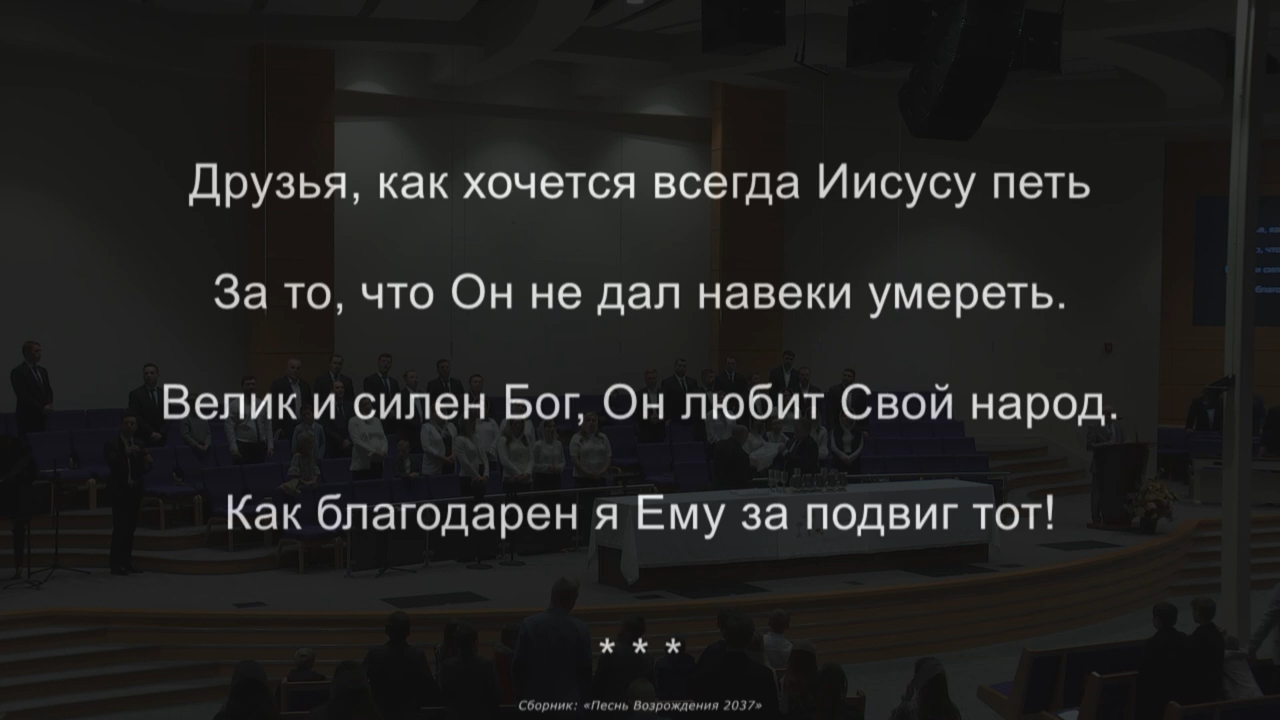 Друзья, как хочется всегда Иисусу петь
За то, что Он не дал навеки умереть.
Велик и силен Бог, Он любит Свой народ.
Как благодарен я Ему за подвиг тот!
* * *
Сборник: «Песнь Возрождения 2037»